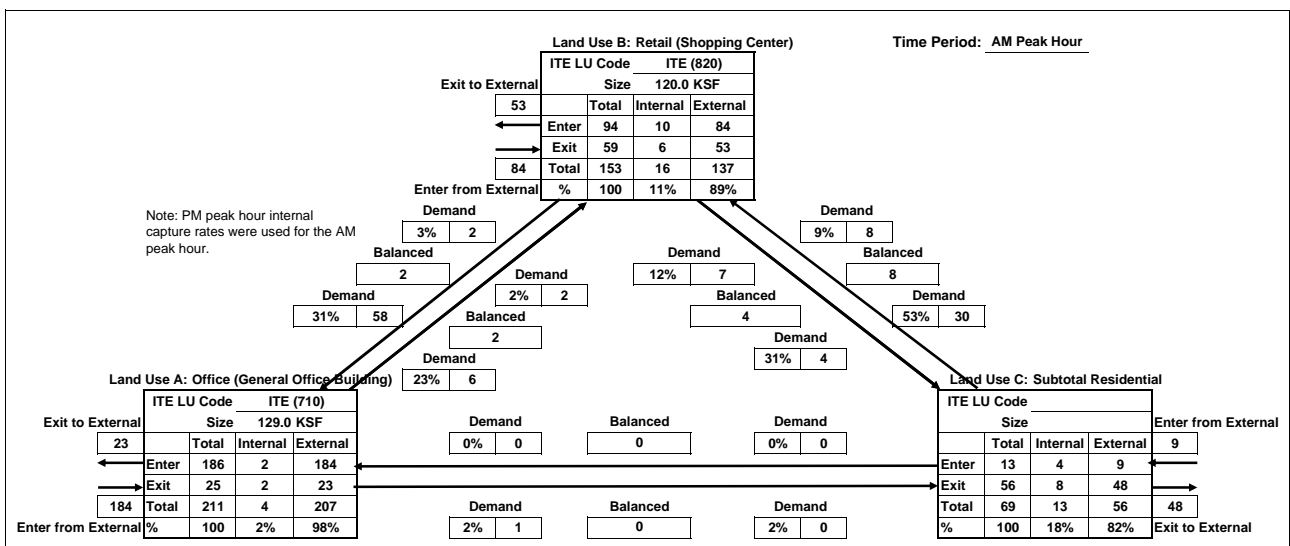 Land Use B: Retail (Shopping Center)
Time Period: AM Peak Hour
ITE LU Code ITE (820)
Exit to External Size 120.0 KSF
53 Total Internal External
Enter 94 10 84
Exit 59 6 53
84 Total 153 16 137
Enter from External % 100 11% 89%
Note: PM peak hour internal
capture rates were used for the AM
peak hour.
Demand Demand
3% 2 9% 8
Balanced Demand Balanced
2 12% 7 8
Demand
2% 2
Demand Balanced Balanced Demand
31% 58 2 4 53% 30
Demand Demand
23% 6 31% 4
Land Use A: Office (General Office Building)
Land Use C: Subtotal Residential
ITE LU Code ITE (710)
Exit to External Size 129.0 KSF
23 Total Internal External
Enter 186 2 184
Exit 25 2 23
184 Total 211 4 207
Enter from External % 100 2% 98%
Demand Balanced Demand
0% 0 0 0% 0
Demand Balanced Demand
2% 1 0 2% 0
ITE LU Code
Size Enter from External
Total Internal External 9
Enter 13 4 9
Exit 56 8 48
Total 69 13 56 48
% 100 18% 82% Exit to External